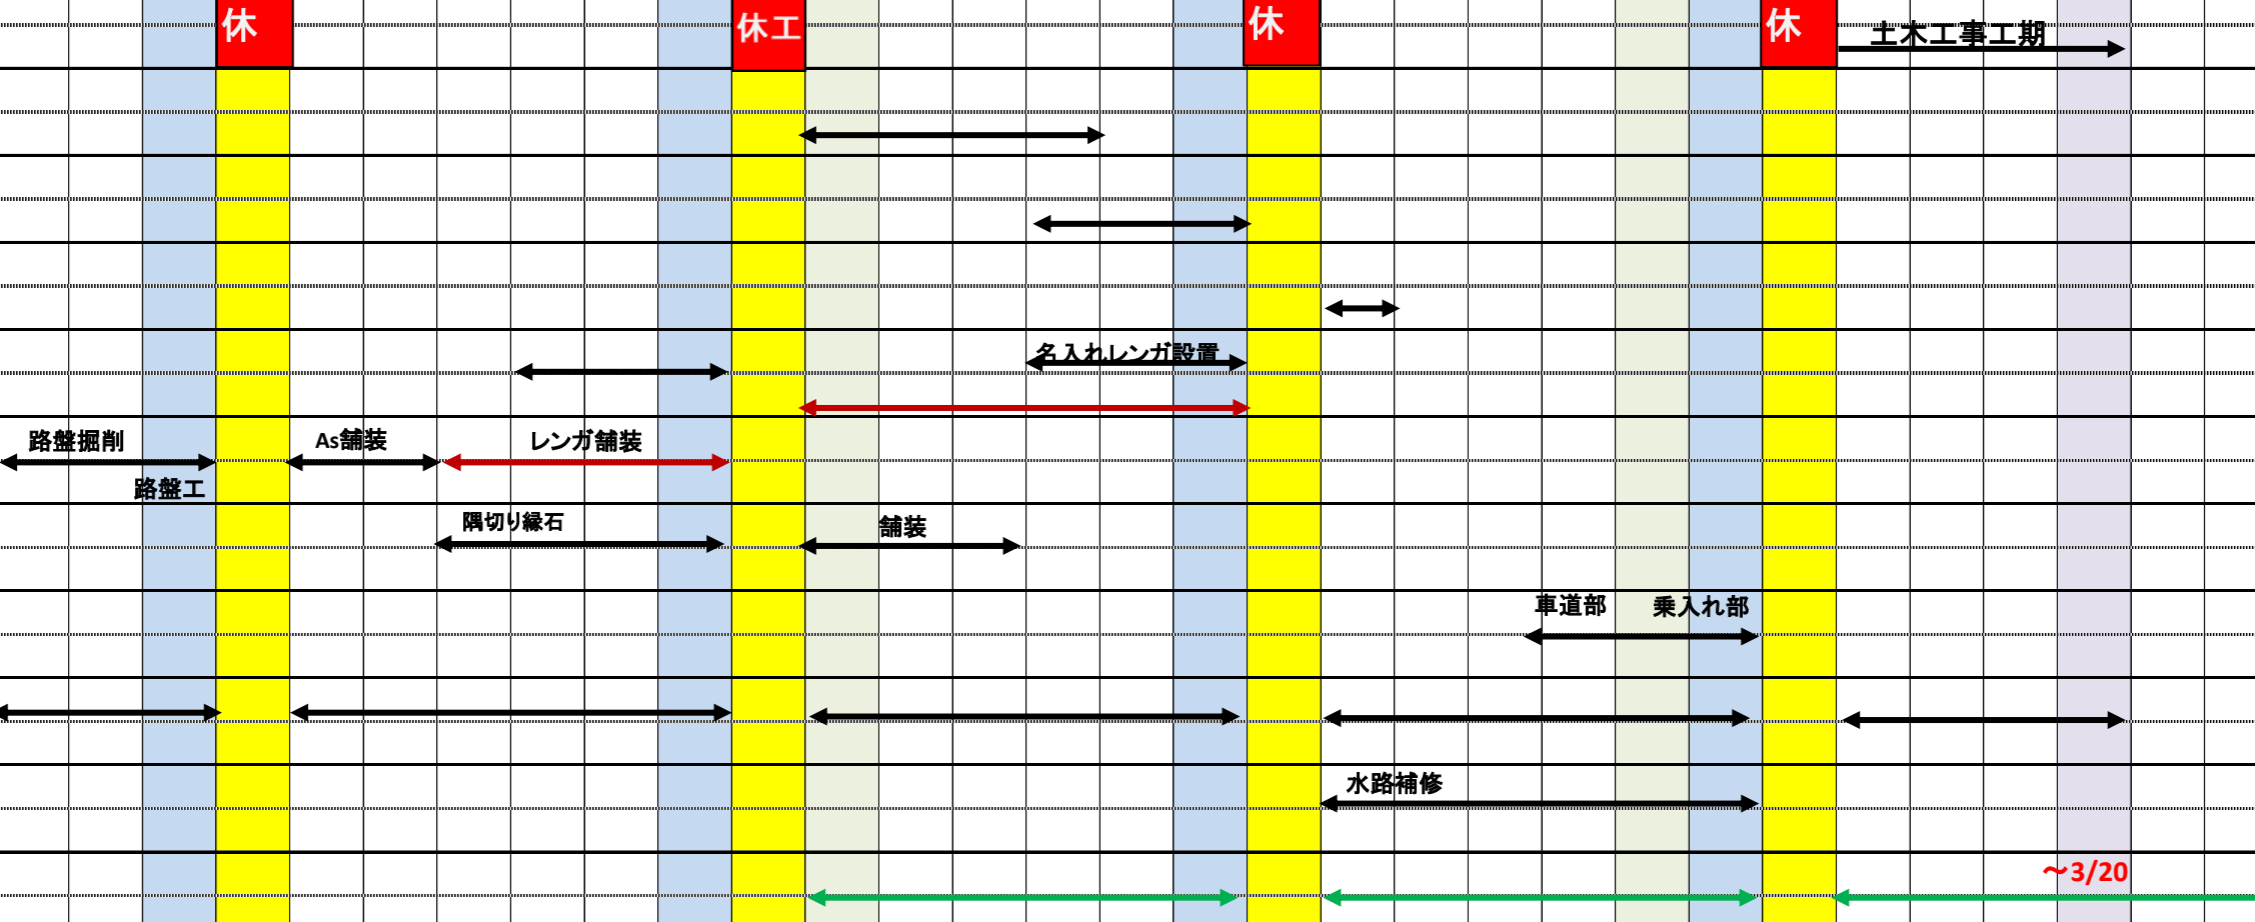 休
休工
休
休
土木工事工期
名入れレンガ設置
路盤掘削
As舗装
レンガ舗装
路盤工
隅切り縁石
舗装
車道部
乗入れ部
水路補修
～3/20